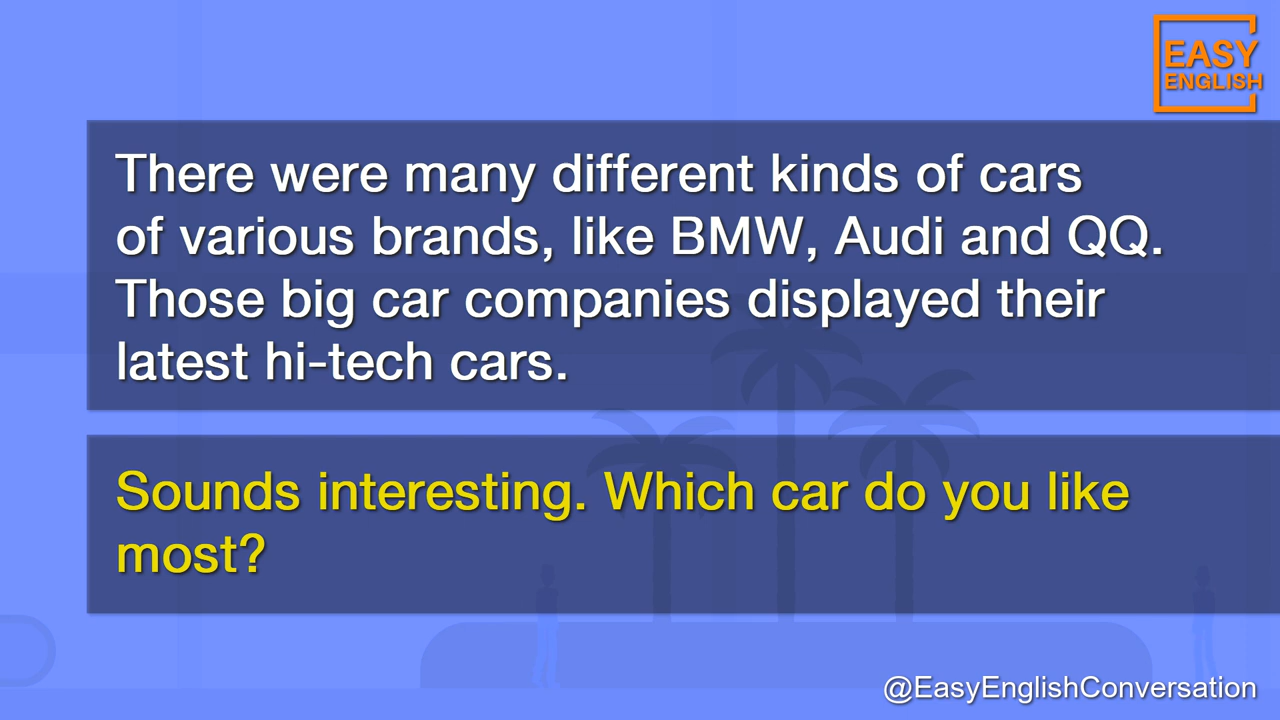 EASY
ENGLISH
There were many different kinds of cars
of various brands, like BMW, Audi and QQ.
Those big car companies displayed their
latest hi-tech cars.
Sounds interesting. Which car do you like
most?
@EasyEnglishConversation